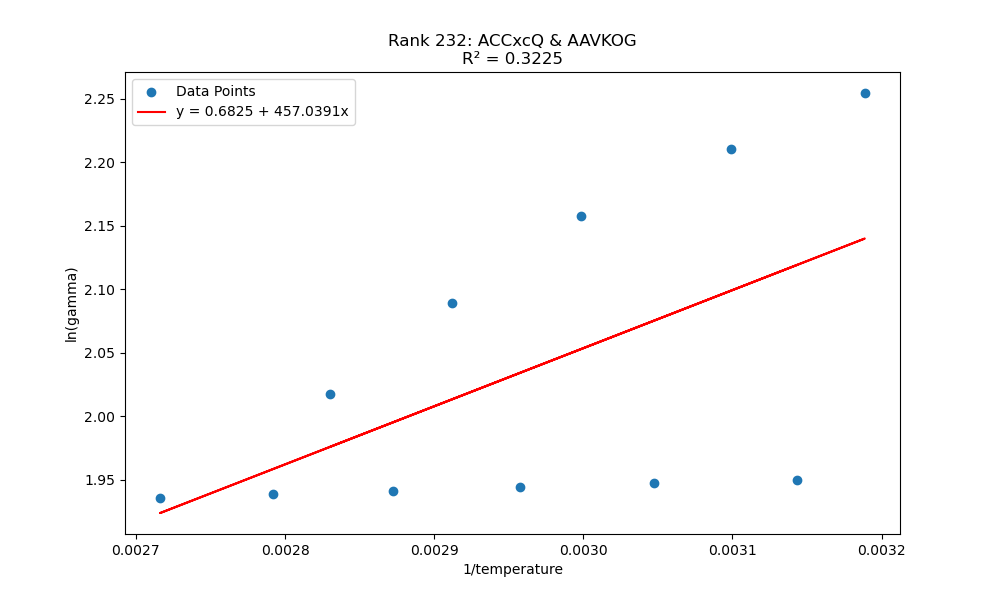 Rank 232: ACCxcQ & AAVKOG
R² = 0.3225
Data Points
y = 0.6825 + 457.0391x
2.25
2.20
2.15
2.10
2.05
2.00
1.95
ln(gamma)
0.0027 0.0028 0.0029 0.0030 0.0031 0.0032
1/temperature